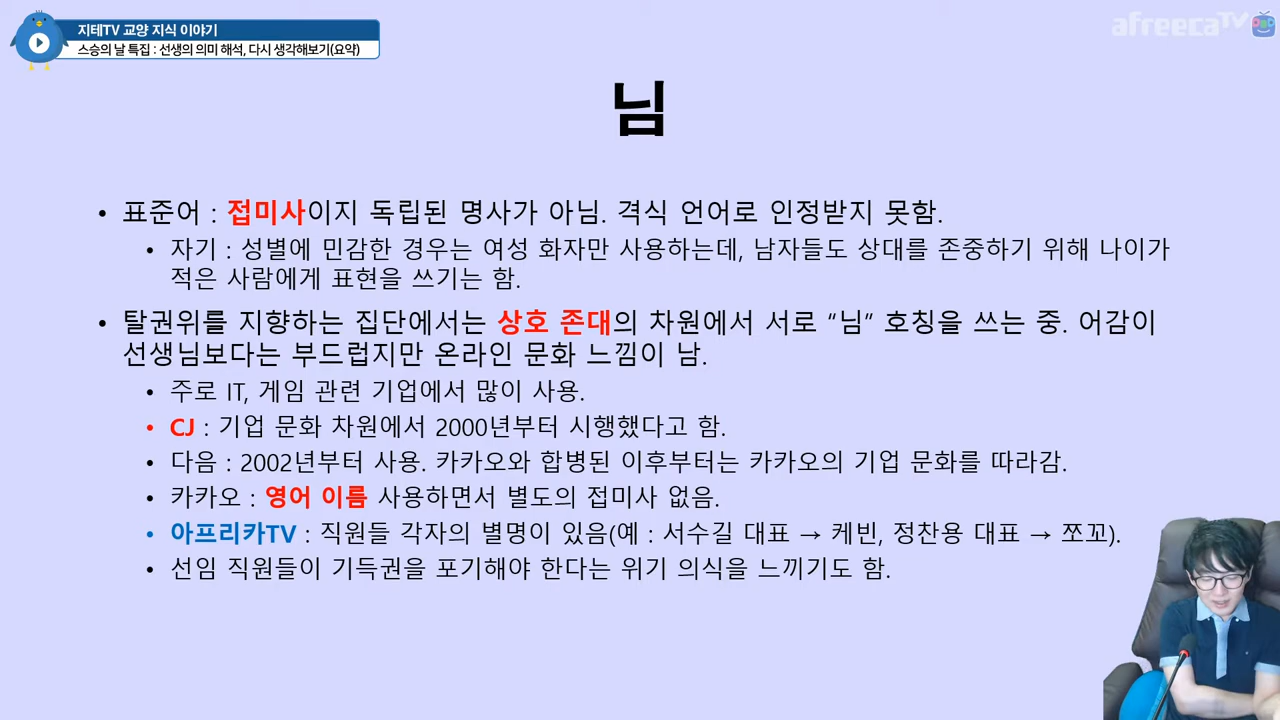 지테TV 교양 지식 이야기
스승의 날 특집 : 선생의 의미 해석, 다시 생각해보기(요약)
afreecaTV
님
• 표준어 : 접미사이지 독립된 명사가 아님. 격식 언어로 인정받지 못함.
• 자기 : 성별에 민감한 경우는 여성 화자만 사용하는데, 남자들도 상대를 존중하기 위해 나이가
적은 사람에게 표현을 쓰기는 함.
• 탈권위를 지향하는 집단에서는 상호 존대의 차원에서 서로 “님” 호칭을 쓰는 중. 어감이
선생님보다는 부드럽지만 온라인 문화 느낌이 남.
• 주로 IT, 게임 관련 기업에서 많이 사용.
• CJ : 기업 문화 차원에서 2000년부터 시행했다고 함.
• 다음 : 2002년부터 사용. 카카오와 합병된 이후부터는 카카오의 기업 문화를 따라감.
• 카카오 : 영어 이름 사용하면서 별도의 접미사 없음.
• 아프리카TV : 직원들 각자의 별명이 있음(예 : 서수길 대표 → 케빈, 정찬용 대표 → 쪼꼬).
• 선임 직원들이 기득권을 포기해야 한다는 위기 의식을 느끼기도 함.